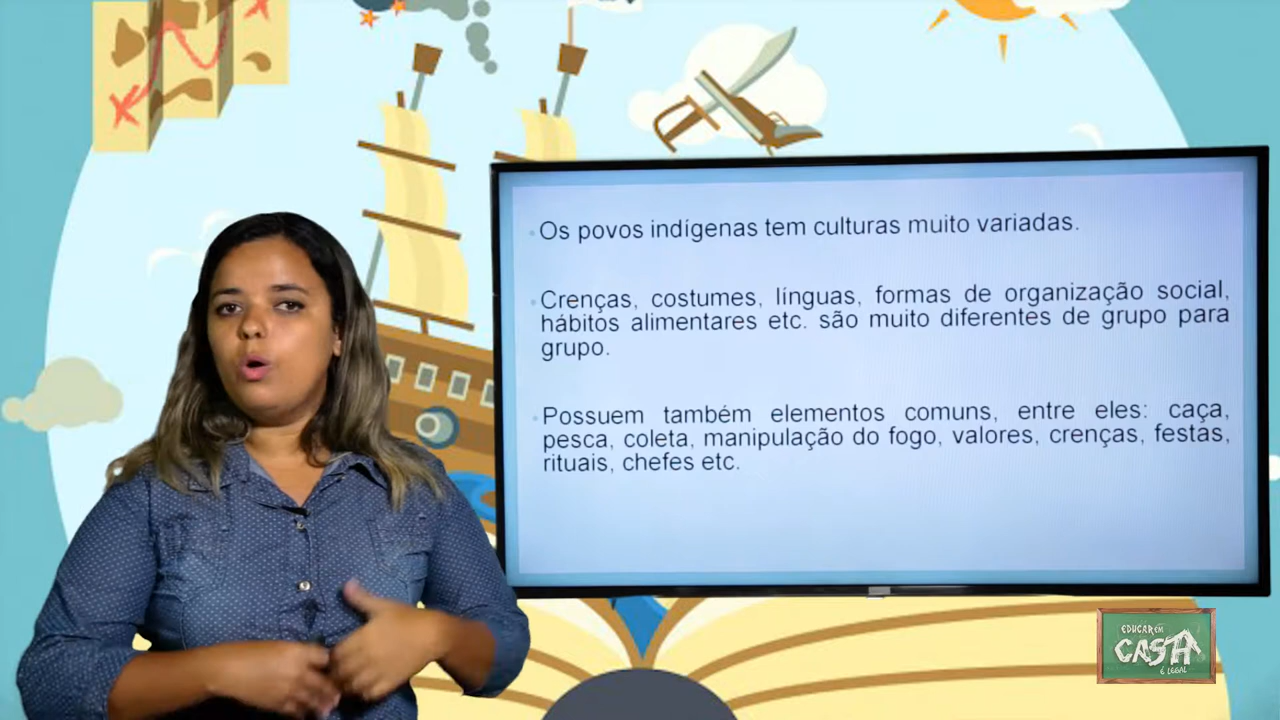 Os povos indígenas tem culturas muito variadas.
Crenças, costumes, línguas, formas de organização social,
hábitos alimentares etc. são muito diferentes de grupo para
grupo.
Possuem também elementos comuns, entre eles: caça,
pesca, coleta, manipulação do fogo, valores, crenças, festas,
rituais, chefes etc.
EDUCAR EM
CASA
É LEGAL